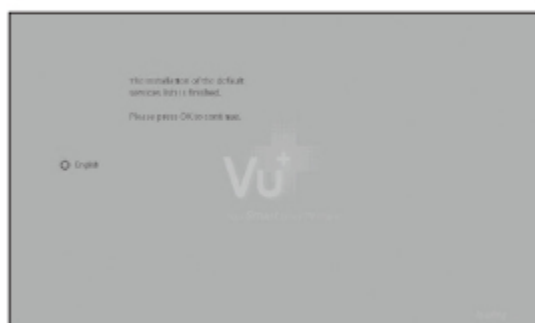 The installation of the default
services lists is finished.
Please press OK to continue.
English
Vu+